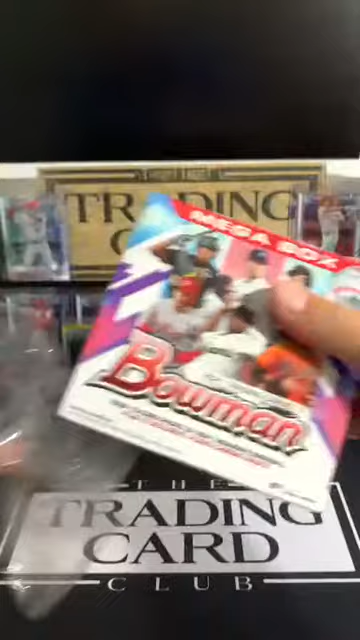 TRADING
MEGA BOX
Bowman
THE
TRADING
CARD
CLUB